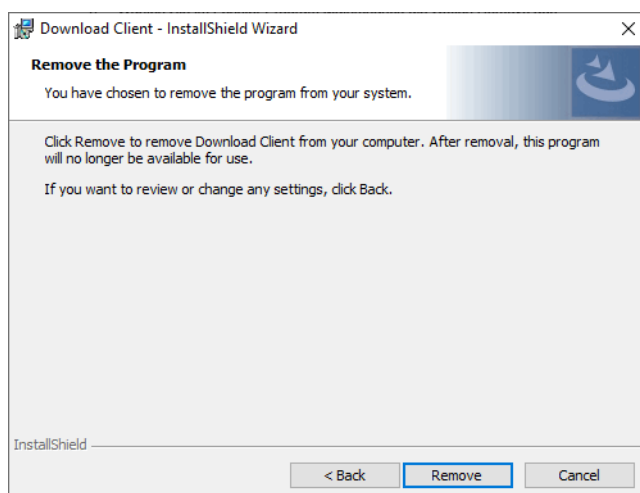 Download Client - InstallShield Wizard
Remove the Program
You have chosen to remove the program from your system.
Click Remove to remove Download Client from your computer. After removal, this program
will no longer be available for use.
If you want to review or change any settings, click Back.
InstallShield
< Back
Remove
Cancel